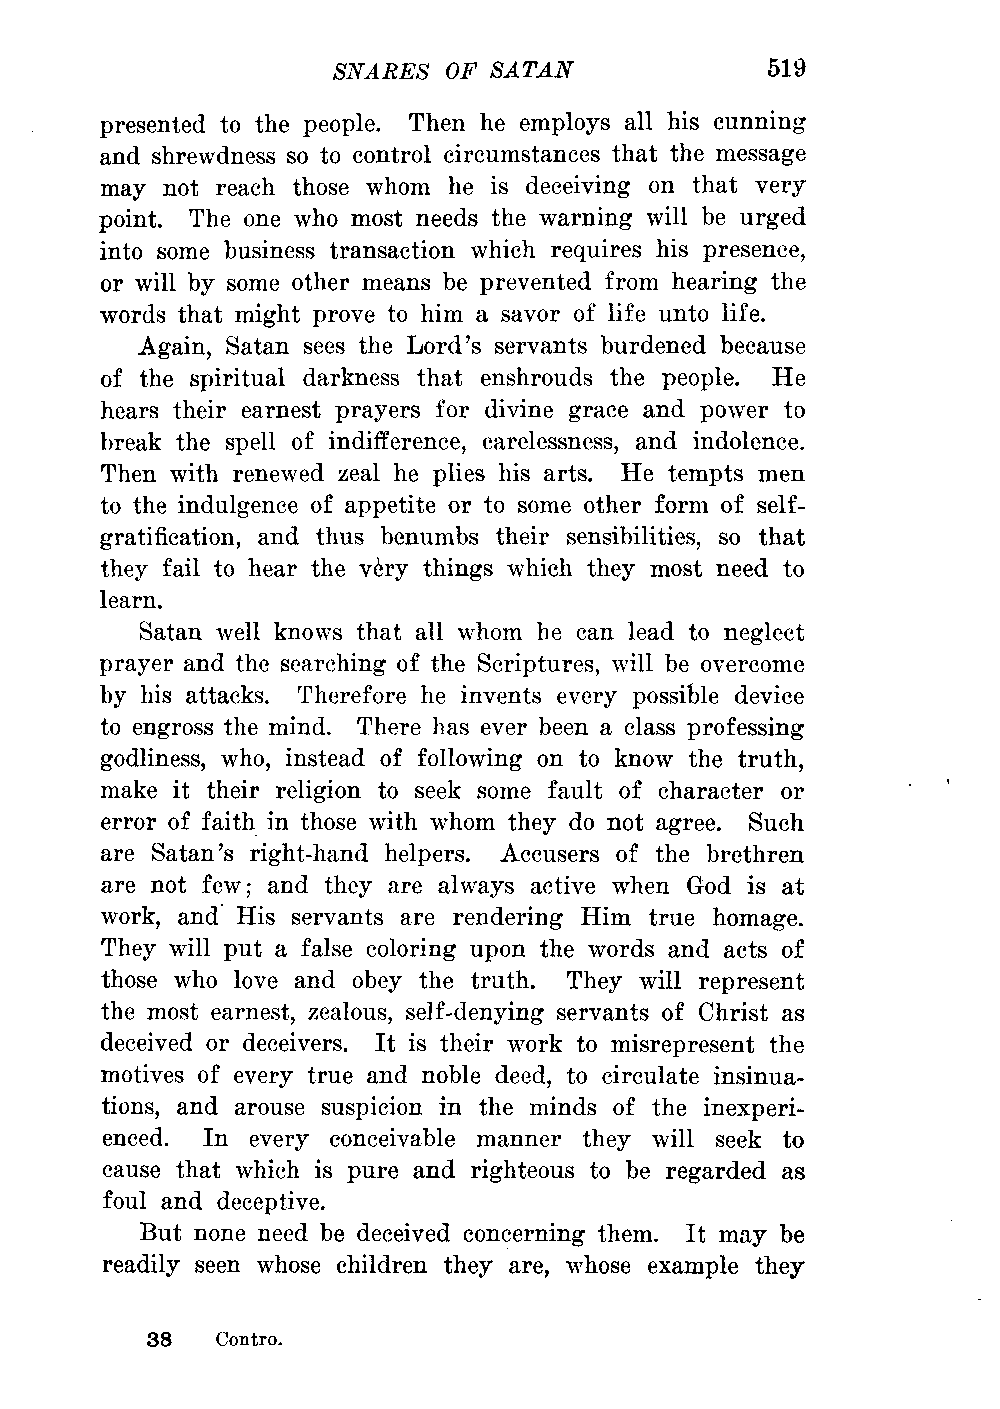 SNARES OF SATAN 519
presented to the people. Then he employs all his cunning
and shrewdness so to control circumstances that the message
may not reach those whom he is deceiving on that very
point. The one who most needs the warning will be urged
into some business transaction which requires his presence,
or will by some other means be prevented from hearing the
words that might prove to him a savor of life unto life.
Again, Satan sees the Lord's servants burdened because
of the spiritual darkness that enshrouds the people. He
hears their earnest prayers for divine grace and power to
break the spell of indifference, carelessness, and indolence.
Then with renewed zeal he plies his arts. He tempts men
to the indulgence of appetite or to some other form of self-
gratification, and thus benumbs their sensibilities, so that
they fail to hear the very things which they most need to
learn.
Satan well knows that all whom he can lead to neglect
prayer and the searching of the Scriptures, will be overcome
by his attacks. Therefore he invents every possible device
to engross the mind. There has ever been a class professing
godliness, who, instead of following on to know the truth,
make it their religion to seek some fault of character or
error of faith in those with whom they do not agree. Such
are Satan's right-hand helpers. Accusers of the brethren
are not few; and they are always active when God is at
work, and His servants are rendering Him true homage.
They will put a false coloring upon the words and acts of
those who love and obey the truth. They will represent
the most earnest, zealous, self-denying servants of Christ as
deceived or deceivers. It is their work to misrepresent the
motives of every true and noble deed, to circulate insinua-
tions, and arouse suspicion in the minds of the inexperi-
enced. In every conceivable manner they will seek to
cause that which is pure and righteous to be regarded as
foul and deceptive.
But none need be deceived concerning them. It may be
readily seen whose children they are, whose example they
38 Contro.